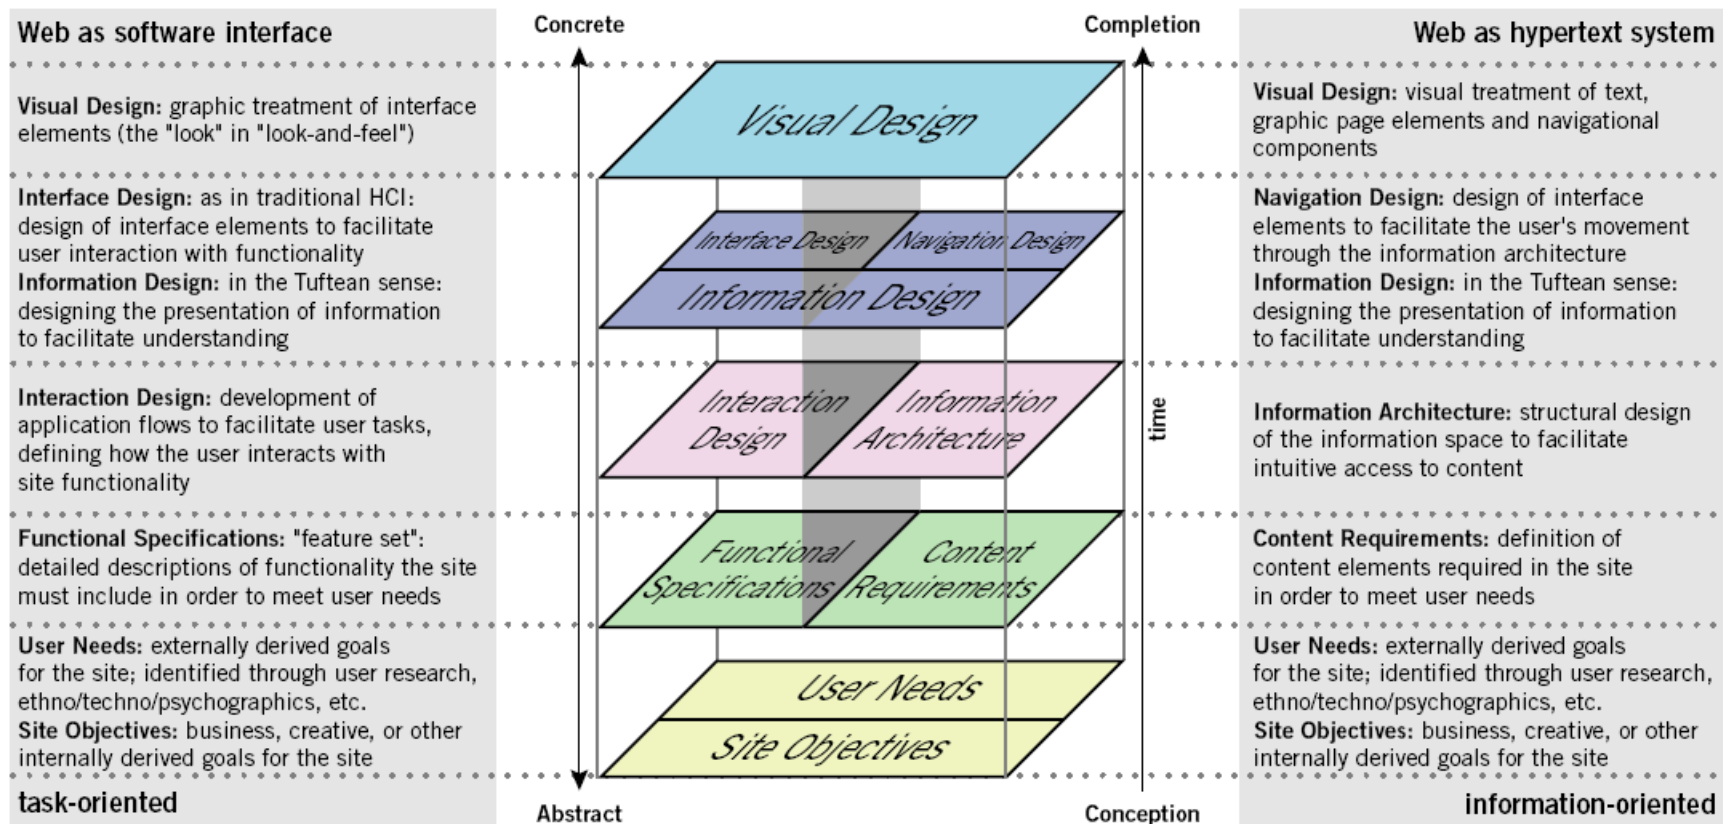 Web as software interface
Visual Design: graphic treatment of interface
elements (the "look" in "look-and-feel")
Interface Design: as in traditional HCI:
design of interface elements to facilitate
user interaction with functionality
Information Design: in the Tuftean sense:
designing the presentation of information
to facilitate understanding
Interaction Design: development of
application flows to facilitate user tasks,
defining how the user interacts with
site functionality
Functional Specifications: "feature set":
detailed descriptions of functionality the site
must include in order to meet user needs
User Needs: externally derived goals
for the site; identified through user research,
ethno/techno/psychographics, etc.
Site Objectives: business, creative, or other
internally derived goals for the site
task-oriented
Concrete
Completion
Visual Design
Interface Design
Navigation Design
Information Design
Interaction
Design
Information
Architecture
Functional
Specifications
Content
Requirements
User Needs
Site Objectives
time
Abstract
Conception
Web as hypertext system
Visual Design: visual treatment of text,
graphic page elements and navigational
components
Navigation Design: design of interface
elements to facilitate the user's movement
through the information architecture
Information Design: in the Tuftean sense:
designing the presentation of information
to facilitate understanding
Information Architecture: structural design
of the information space to facilitate
intuitive access to content
Content Requirements: definition of
content elements required in the site
in order to meet user needs
User Needs: externally derived goals
for the site; identified through user research,
ethno/techno/psychographics, etc.
Site Objectives: business, creative, or other
internally derived goals for the site
information-oriented